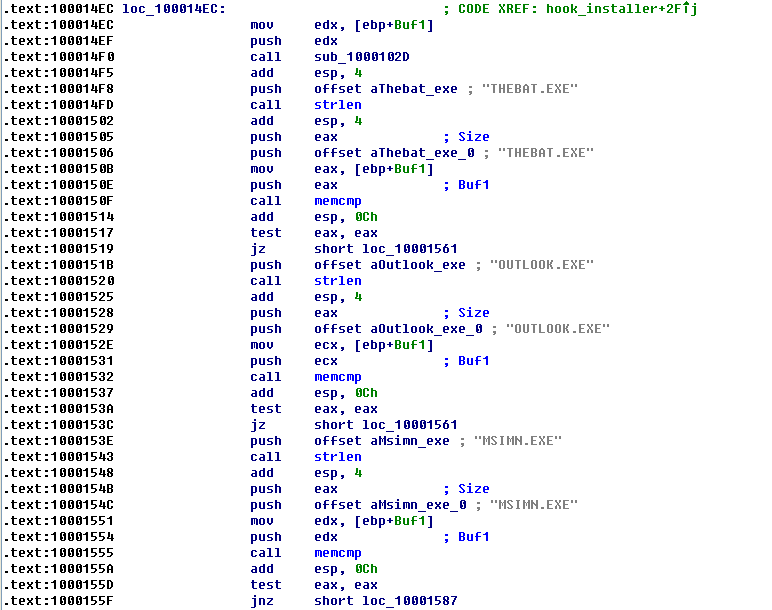 .text:100014EC loc_100014EC: ; CODE XREF: hook_installer+2F↑j
.text:100014EC mov edx, [ebp+Buf1]
.text:100014EF push edx
.text:100014F0 call sub_1000102D
.text:100014F5 add esp, 4
.text:100014F8 push offset aThebat_exe ; "THEBAT.EXE"
.text:100014FD call strlen
.text:10001502 add esp, 4
.text:10001505 push eax ; Size
.text:10001506 push offset aThebat_exe_0 ; "THEBAT.EXE"
.text:1000150B mov eax, [ebp+Buf1]
.text:1000150E push eax ; Buf1
.text:1000150F call memcmp
.text:10001514 add esp, 0Ch
.text:10001517 test eax, eax
.text:10001519 jz short loc_10001561
.text:1000151B push offset aOutlook_exe ; "OUTLOOK.EXE"
.text:10001520 call strlen
.text:10001525 add esp, 4
.text:10001528 push eax ; Size
.text:10001529 push offset aOutlook_exe_0 ; "OUTLOOK.EXE"
.text:1000152E mov ecx, [ebp+Buf1]
.text:10001531 push ecx ; Buf1
.text:10001532 call memcmp
.text:10001537 add esp, 0Ch
.text:1000153A test eax, eax
.text:1000153C jz short loc_10001561
.text:1000153E push offset aMsimn_exe ; "MSIMN.EXE"
.text:10001543 call strlen
.text:10001548 add esp, 4
.text:1000154B push eax ; Size
.text:1000154C push offset aMsimn_exe_0 ; "MSIMN.EXE"
.text:10001551 mov edx, [ebp+Buf1]
.text:10001554 push edx ; Buf1
.text:10001555 call memcmp
.text:1000155A add esp, 0Ch
.text:1000155D test eax, eax
.text:1000155F jnz short loc_10001587